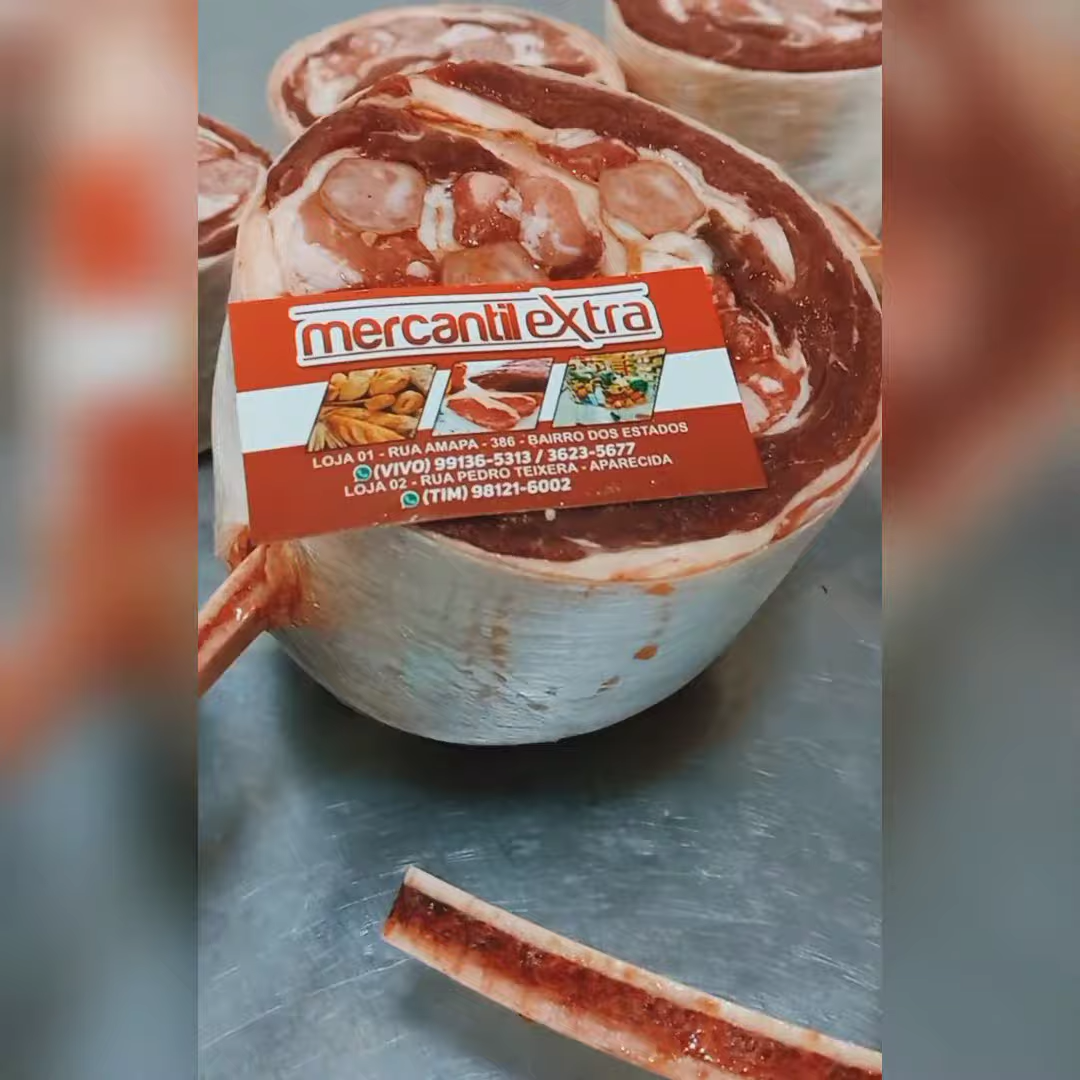 mercantil extra
LOJA 01 - RUA AMAPA - 386 - BAIRRO DOS ESTADOS
(VIVO) 99136-5313 / 3623-5677
LOJA 02 - RUA PEDRO TEIXERA - APARECIDA
(TIM) 98121-6002